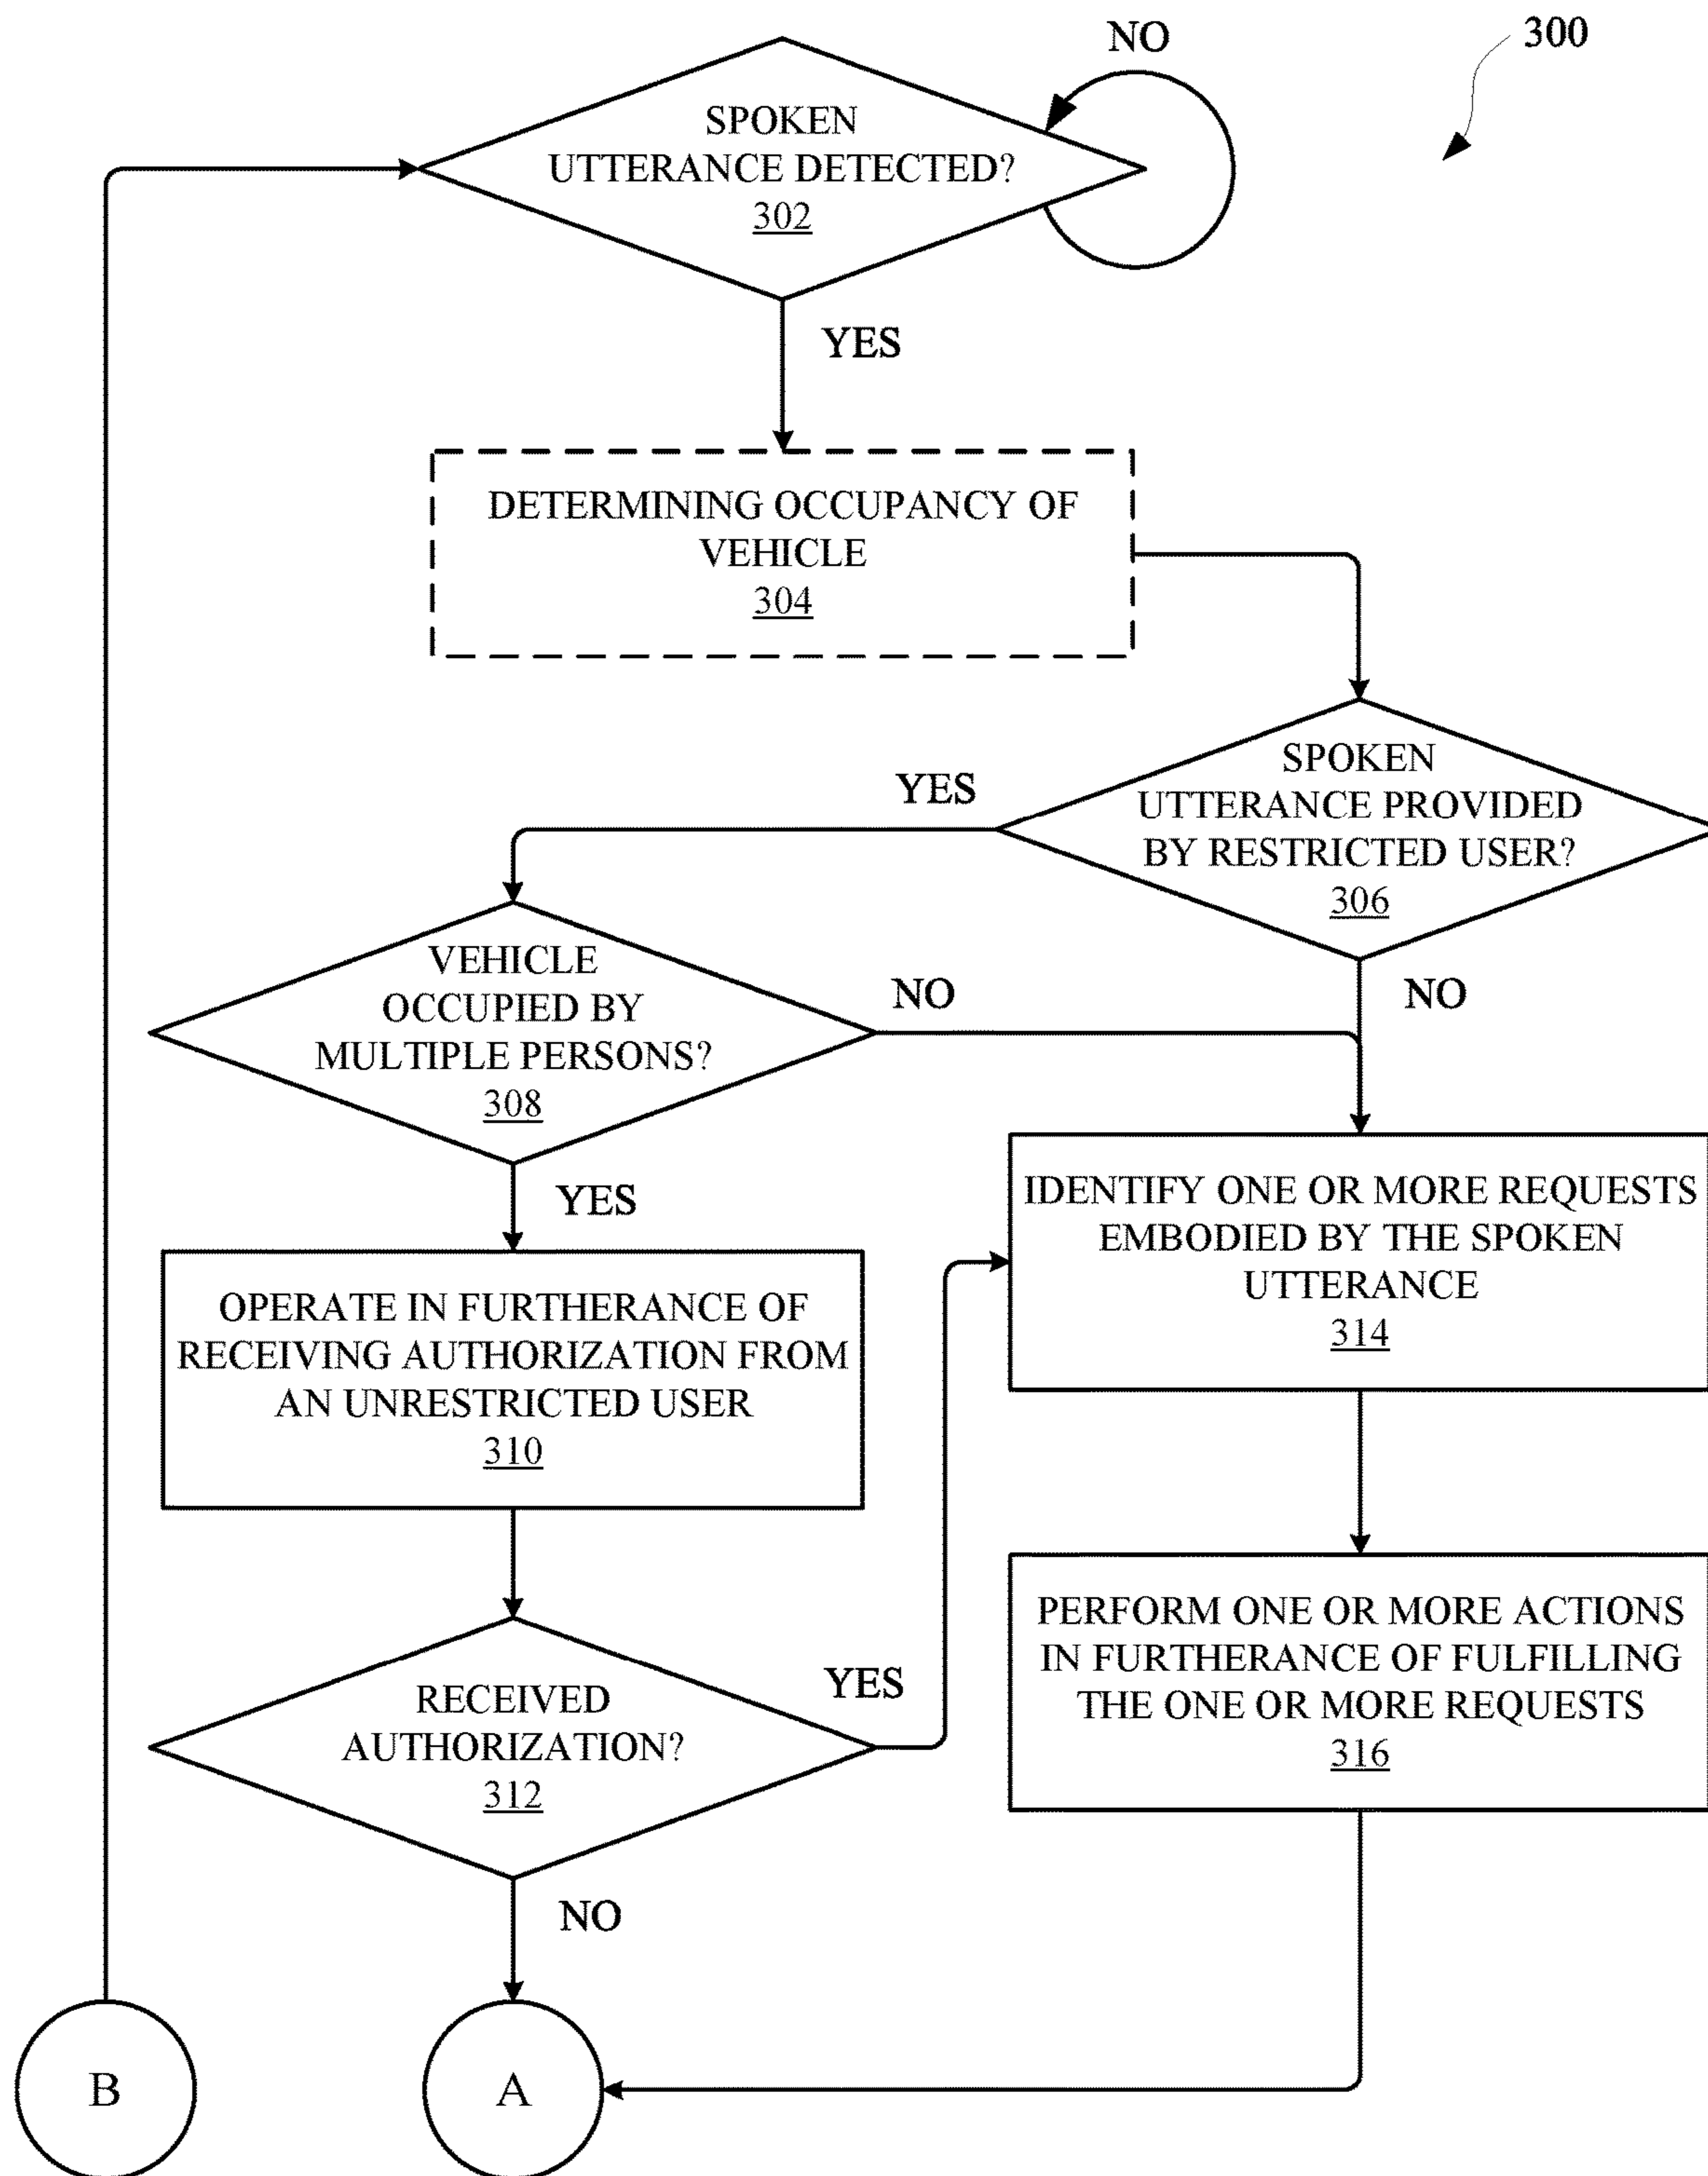 300
NO
SPOKEN
UTTERANCE DETECTED?
302
YES
DETERMINING OCCUPANCY OF
VEHICLE
304
SPOKEN
UTTERANCE PROVIDED
BY RESTRICTED USER?
306
YES
NO
VEHICLE
OCCUPIED BY
MULTIPLE PERSONS?
308
NO
YES
OPERATE IN FURTHERANCE OF
RECEIVING AUTHORIZATION FROM
AN UNRESTRICTED USER
310
IDENTIFY ONE OR MORE REQUESTS
EMBODIED BY THE SPOKEN
UTTERANCE
314
RECEIVED
AUTHORIZATION?
312
YES
NO
PERFORM ONE OR MORE ACTIONS
IN FURTHERANCE OF FULFILLING
THE ONE OR MORE REQUESTS
316
B
A